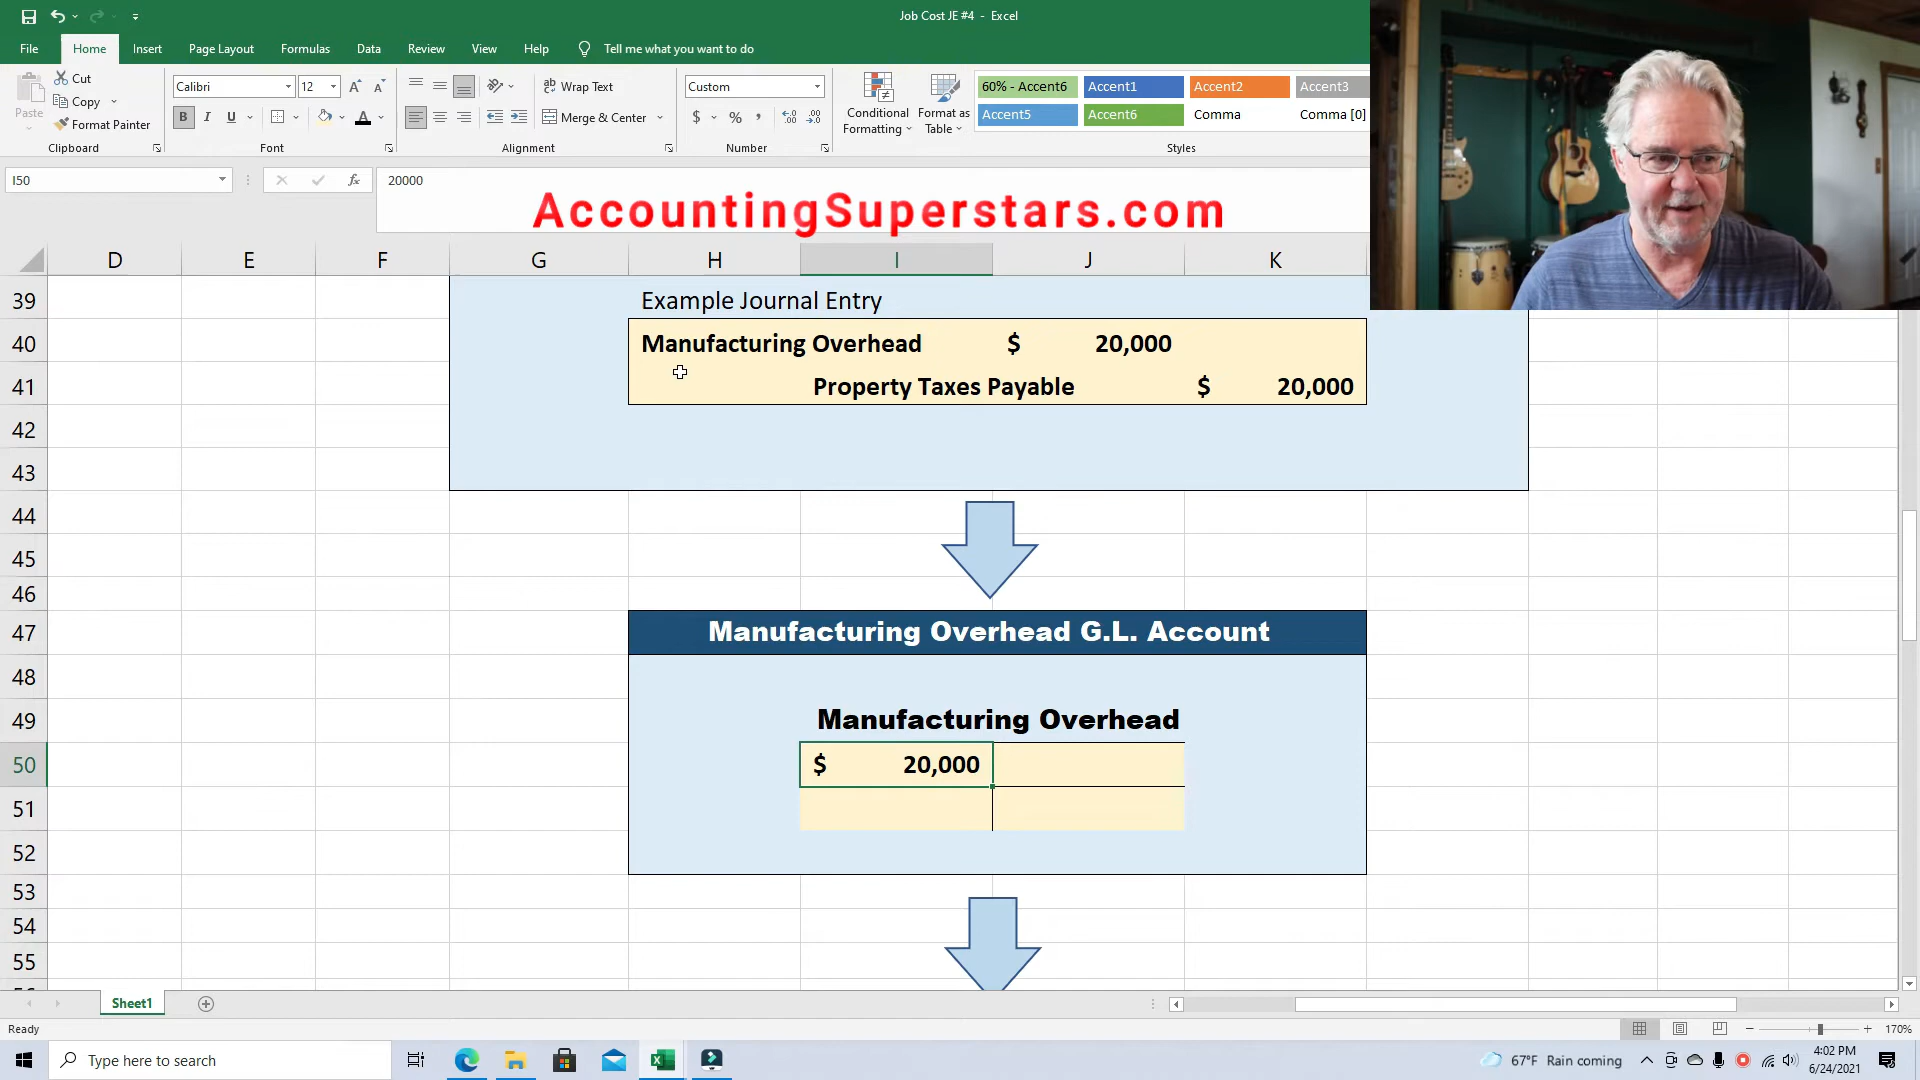 Job Cost JE #4 - Excel
File Home Insert Page Layout Formulas Data Review View Help Tell me what you want to do
Paste
Cut
Copy
Format Painter
Clipboard
Calibri 12
B I U
Font
Wrap Text
Merge & Center
Alignment
Custom
$ % ,
Number
Conditional Formatting
Format as Table
60% - Accent6 Accent1 Accent2 Accent3
Accent5 Accent6 Comma Comma [0]
Styles
I50 fx 20000
AccountingSuperstars.com
D E F G H I J K
39 Example Journal Entry
40 Manufacturing Overhead $ 20,000
41 Property Taxes Payable $ 20,000
42
43
44
45
46
47 Manufacturing Overhead G.L. Account
48
49 Manufacturing Overhead
50 $ 20,000
51
52
53
54
55
Sheet1
Ready 170%
Type here to search 67°F Rain coming 4:02 PM
6/24/2021